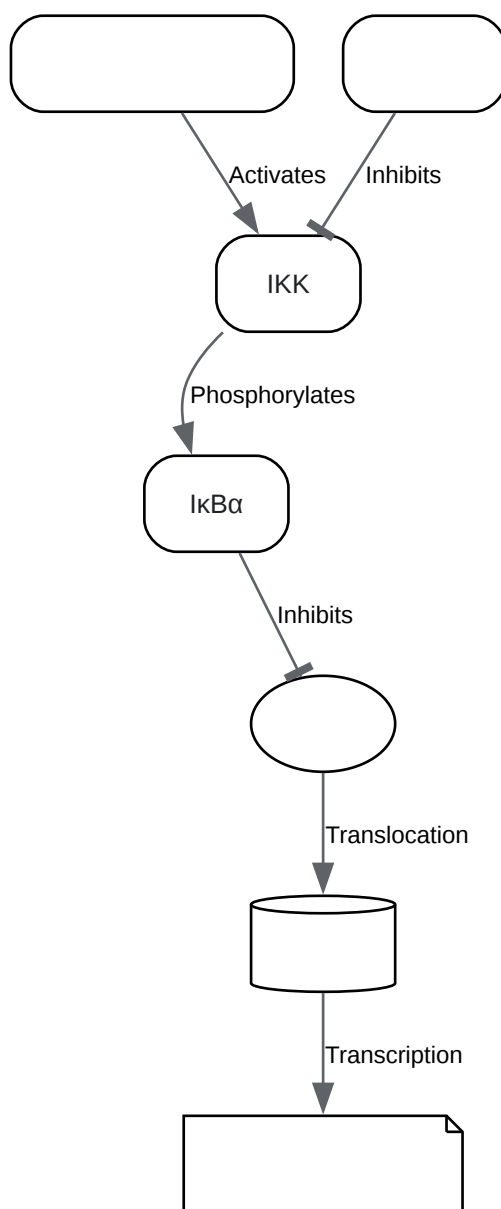 Activates
Inhibits
IKK
Phosphorylates
IκBα
Inhibits
Translocation
Transcription